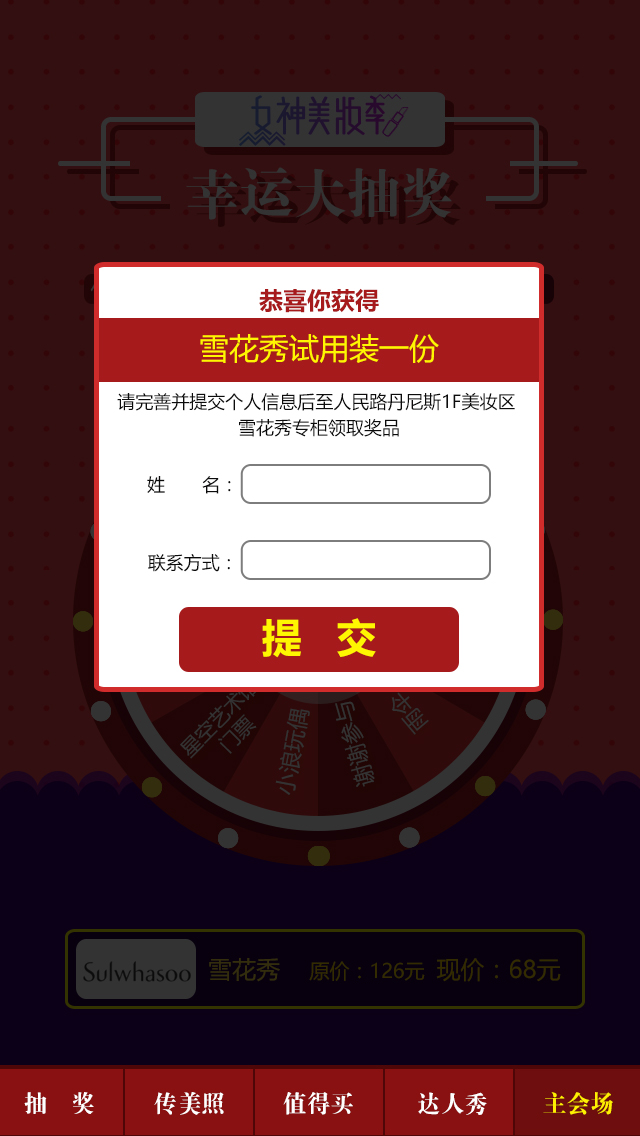 女神美妆季
幸运大抽奖
恭喜你获得
雪花秀试用装一份
请完善并提交个人信息后至人民路丹尼斯1F美妆区
雪花秀专柜领取奖品
姓 名：
联系方式：
提 交
星空艺术馆
门票
小浪玩偶
谢谢参与
雨伞
Sulwhasoo 雪花秀 原价：126元 现价：68元
抽 奖 传美照 值得买 达人秀 主会场